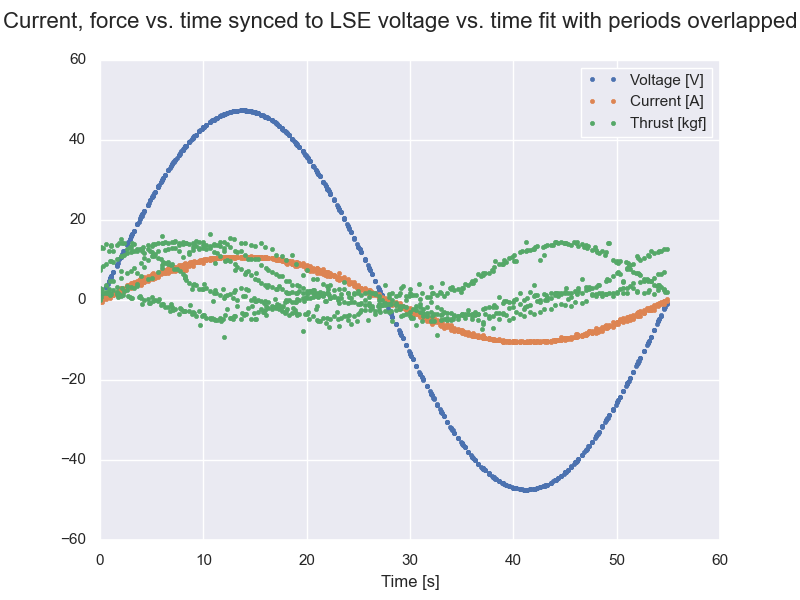 Current, force vs. time synced to LSE voltage vs. time fit with periods overlapped
60
40
20
0
−20
−40
−60
Voltage [V]
Current [A]
Thrust [kgf]
0 10 20 30 40 50 60
Time [s]